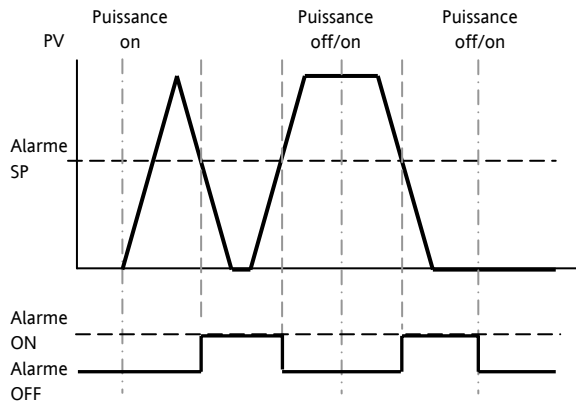 Puissance
on
Puissance
off/on
Puissance
off/on
PV
Alarme
SP
Alarme
ON
Alarme
OFF